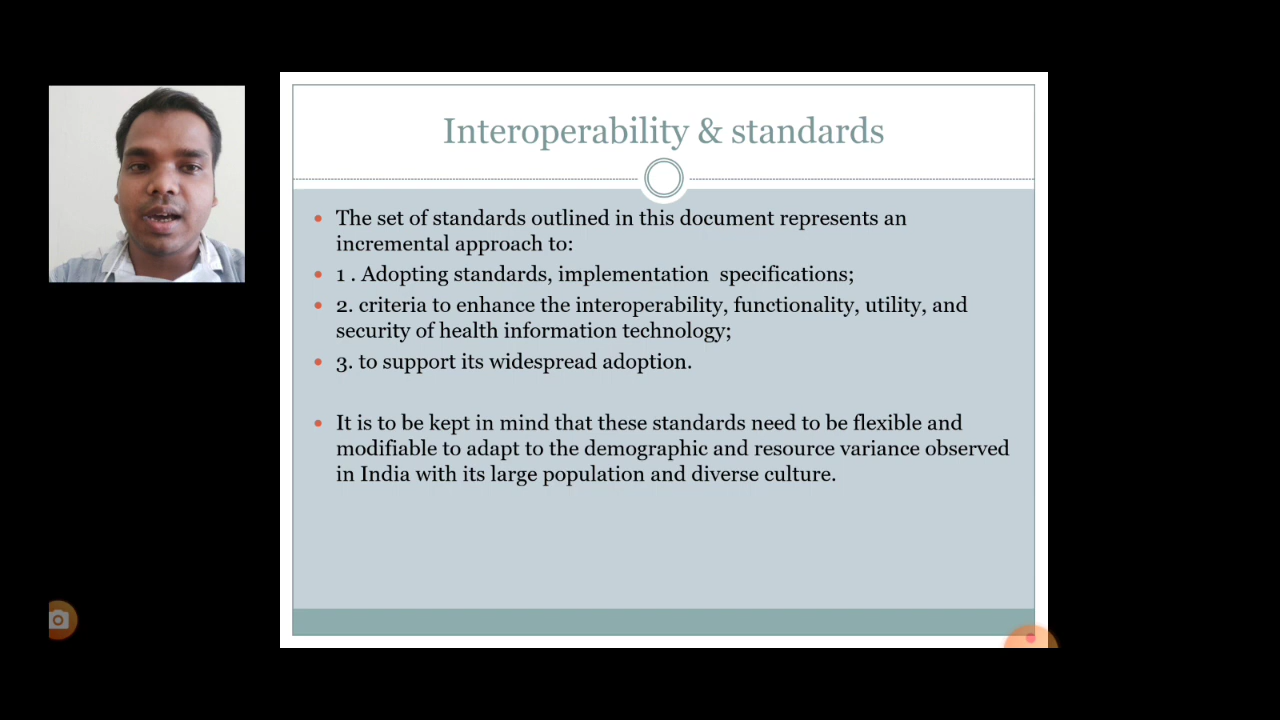 Interoperability & standards
The set of standards outlined in this document represents an
incremental approach to:
1 . Adopting standards, implementation  specifications;
2. criteria to enhance the interoperability, functionality, utility, and
security of health information technology;
3. to support its widespread adoption.
It is to be kept in mind that these standards need to be flexible and
modifiable to adapt to the demographic and resource variance observed
in India with its large population and diverse culture.